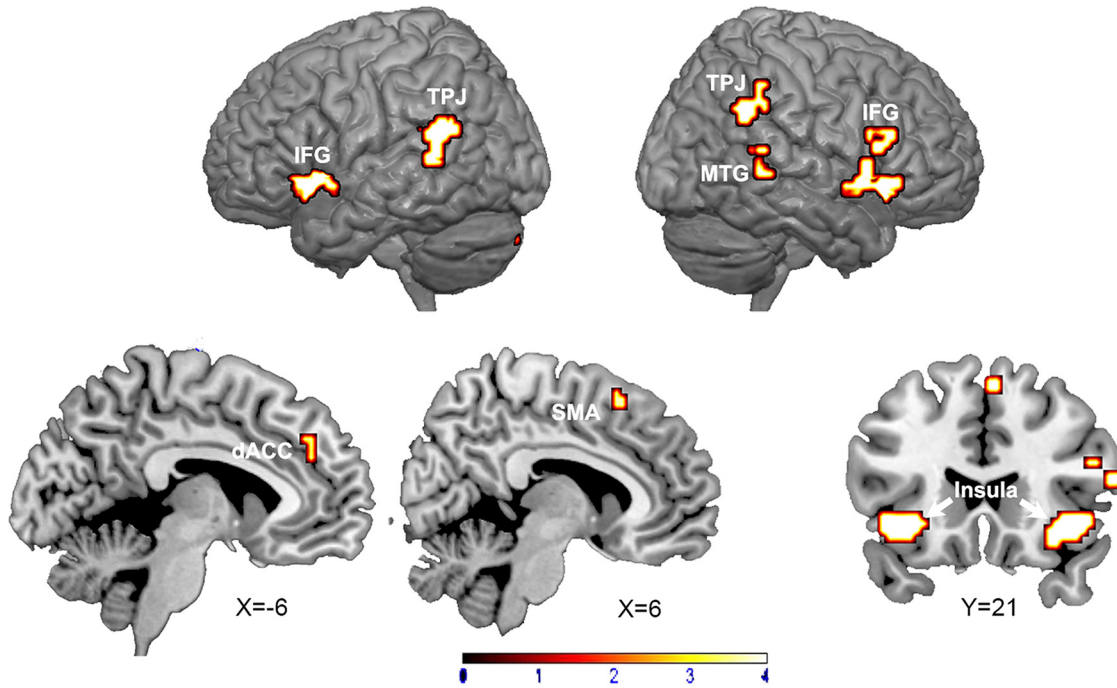 TPJ
IFG
TPJ
IFG
MTG
dACC
SMA
Insula
X=-6
X=6
Y=21
0 1 2 3 4